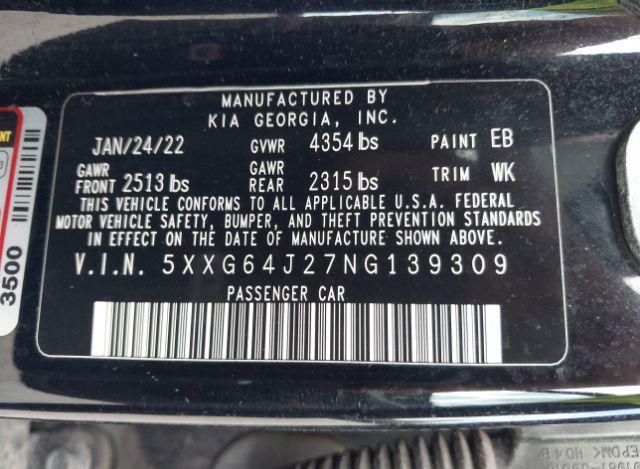 MANUFACTURED BY
KIA GEORGIA, INC.
JAN/24/22 GVWR 4354 lbs PAINT EB
GAWR FRONT 2513 lbs GAWR REAR 2315 lbs TRIM WK
THIS VEHICLE CONFORMS TO ALL APPLICABLE U.S.A. FEDERAL
MOTOR VEHICLE SAFETY, BUMPER, AND THEFT PREVENTION STANDARDS
IN EFFECT ON THE DATE OF MANUFACTURE SHOWN ABOVE.
V.I.N. 5XXG64J27NG139309
PASSENGER CAR
3500